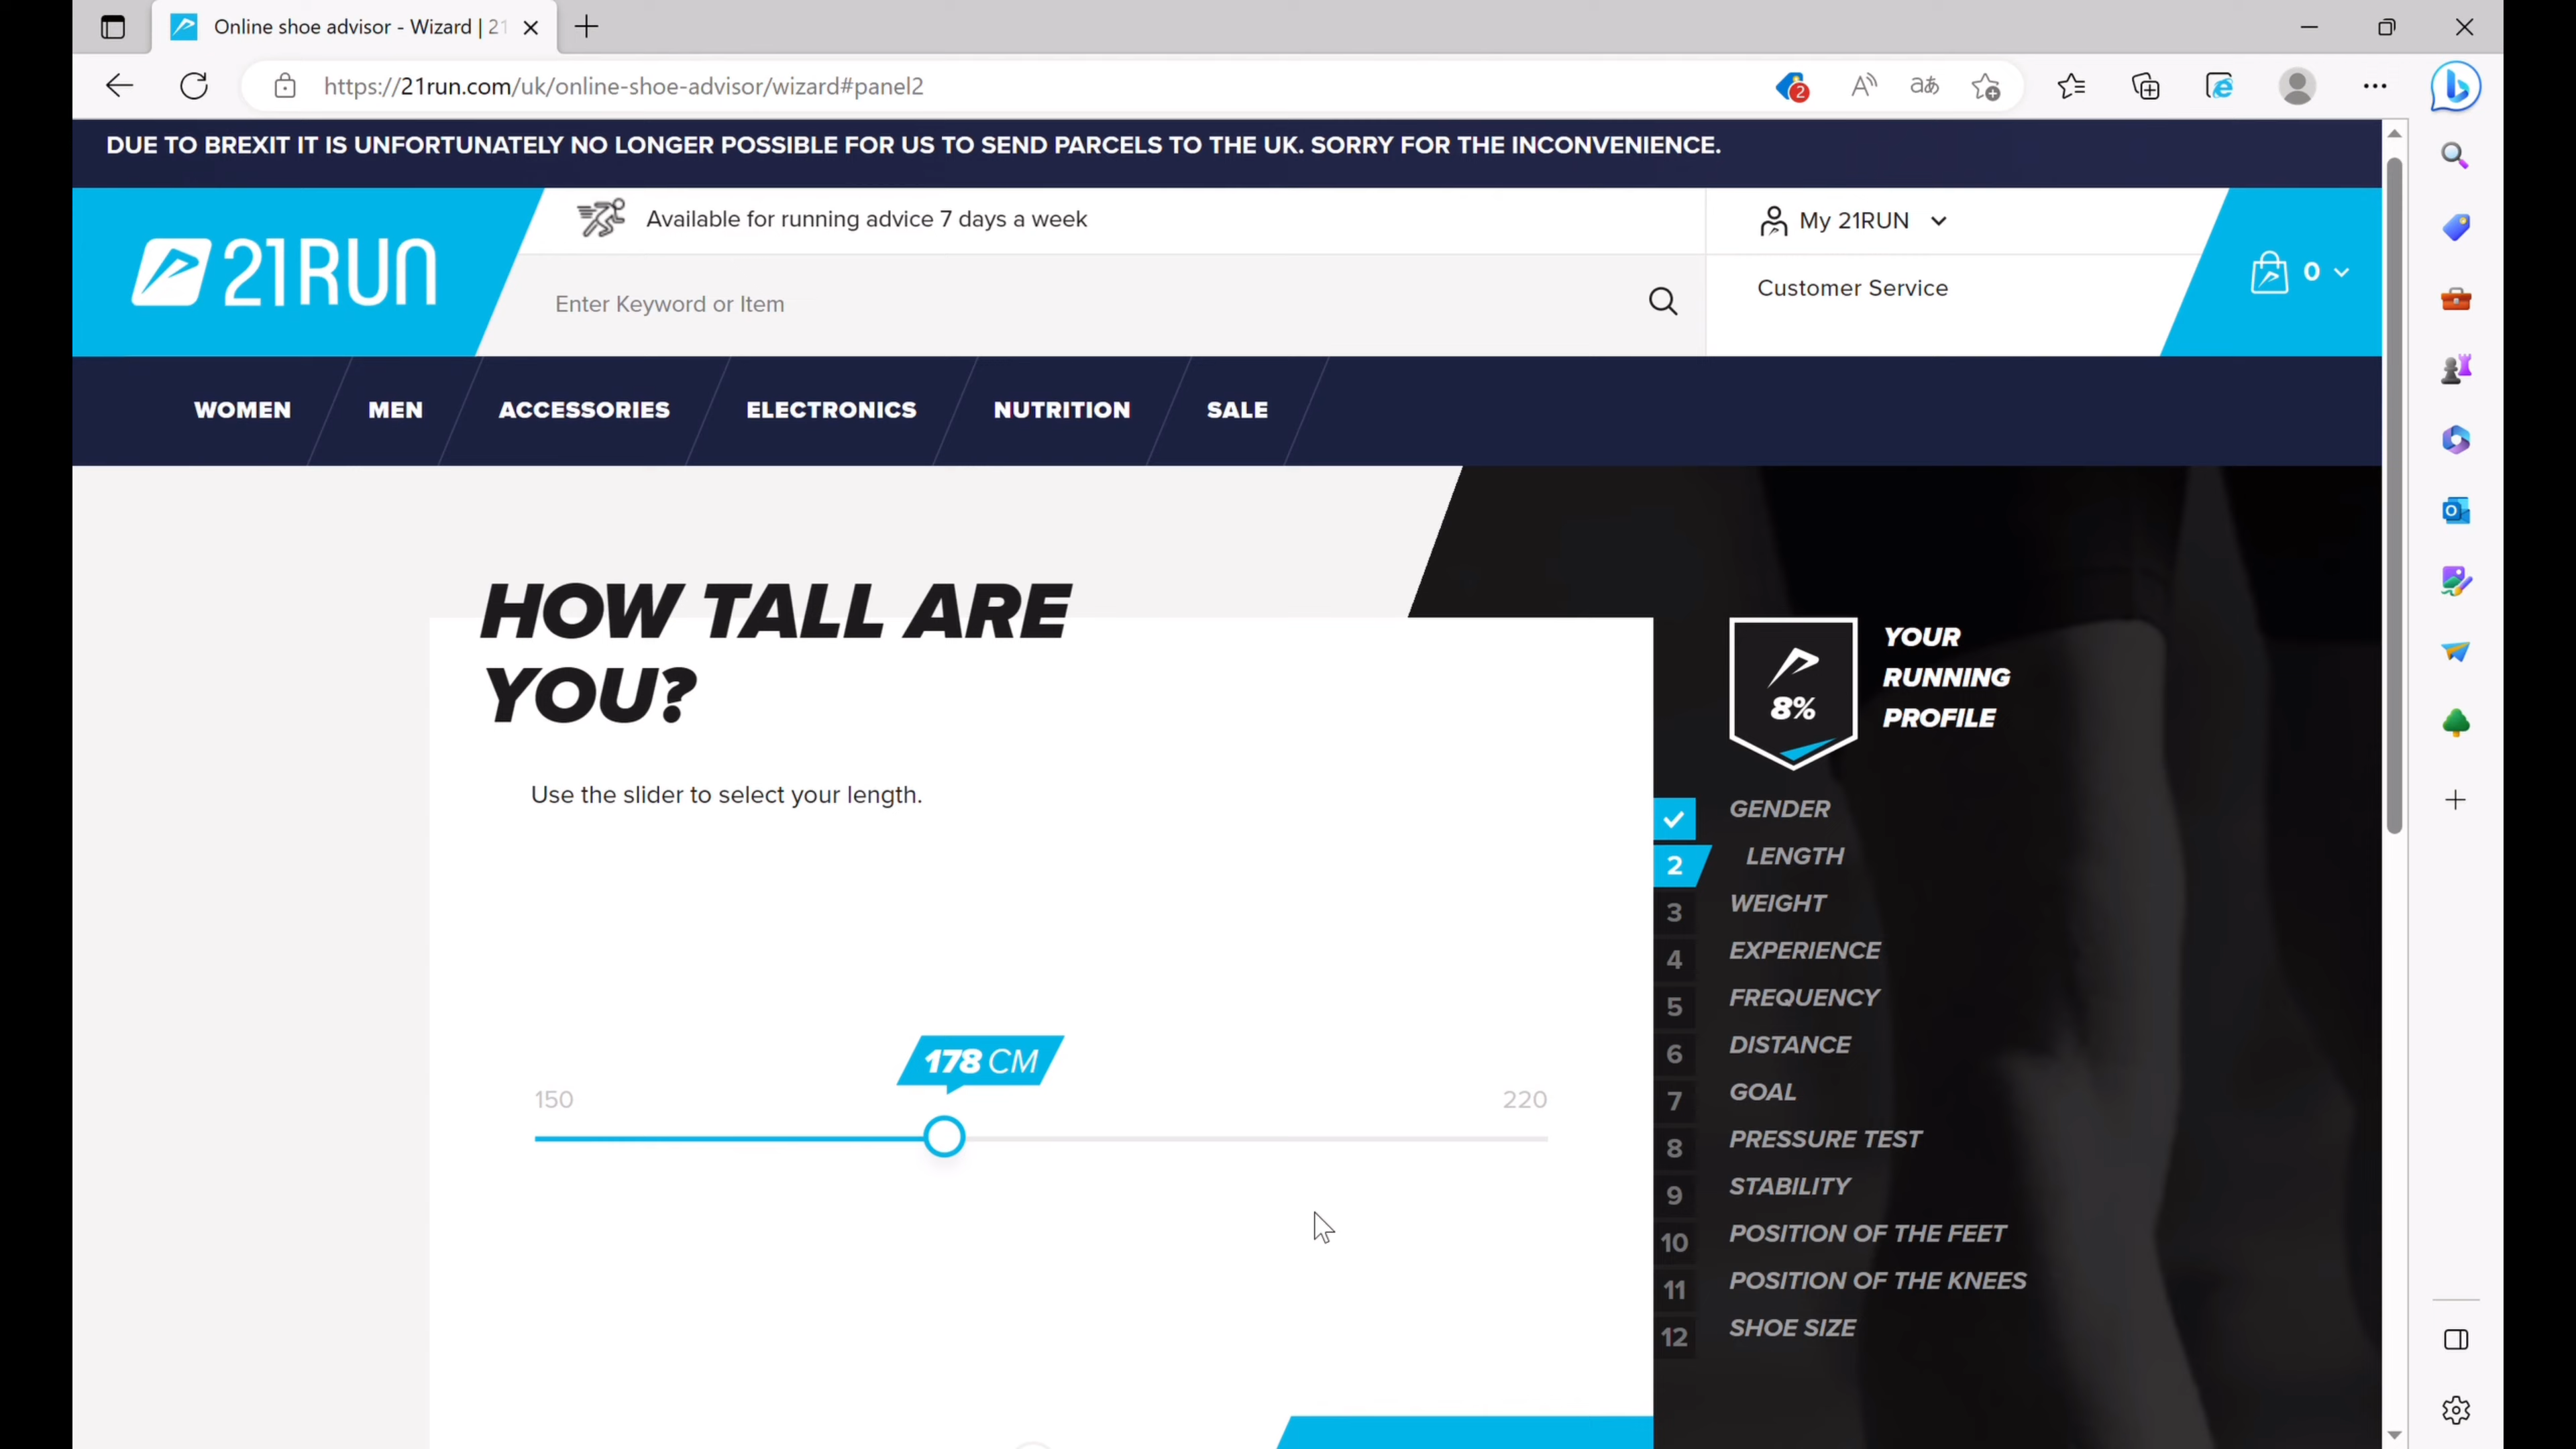 Online shoe advisor - Wizard | 21
https://21run.com/uk/online-shoe-advisor/wizard#panel2
2
DUE TO BREXIT IT IS UNFORTUNATELY NO LONGER POSSIBLE FOR US TO SEND PARCELS TO THE UK. SORRY FOR THE INCONVENIENCE.
21RUN
Available for running advice 7 days a week
My 21RUN
Enter Keyword or Item
Customer Service
0
WOMEN MEN ACCESSORIES ELECTRONICS NUTRITION SALE
HOW TALL ARE
YOU?
Use the slider to select your length.
178 CM
150 220
8%
YOUR
RUNNING
PROFILE
GENDER
2 LENGTH
3 WEIGHT
4 EXPERIENCE
5 FREQUENCY
6 DISTANCE
7 GOAL
8 PRESSURE TEST
9 STABILITY
10 POSITION OF THE FEET
11 POSITION OF THE KNEES
12 SHOE SIZE